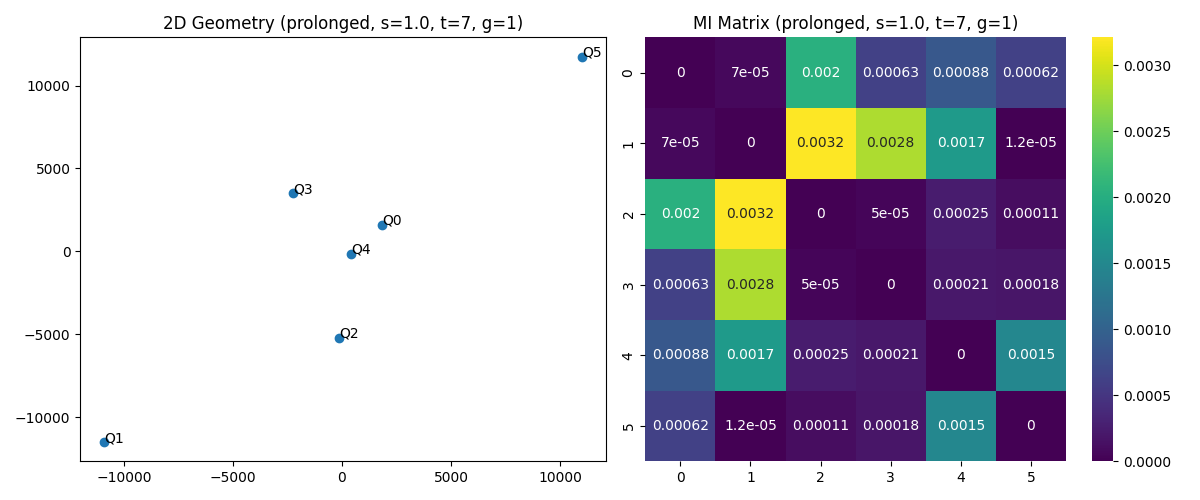 2D Geometry (prolonged, s=1.0, t=7, g=1)
10000
5000
0
−5000
−10000
−10000 −5000 0 5000 10000
Q5
Q3
Q0
Q4
Q2
Q1
MI Matrix (prolonged, s=1.0, t=7, g=1)
0 0 7e-05 0.002 0.00063 0.00088 0.00062
1 7e-05 0 0.0032 0.0028 0.0017 1.2e-05
2 0.002 0.0032 0 5e-05 0.00025 0.00011
3 0.00063 0.0028 5e-05 0 0.00021 0.00018
4 0.00088 0.0017 0.00025 0.00021 0 0.0015
5 0.00062 1.2e-05 0.00011 0.00018 0.0015 0
0 1 2 3 4 5
0.0030
0.0025
0.0020
0.0015
0.0010
0.0005
0.0000